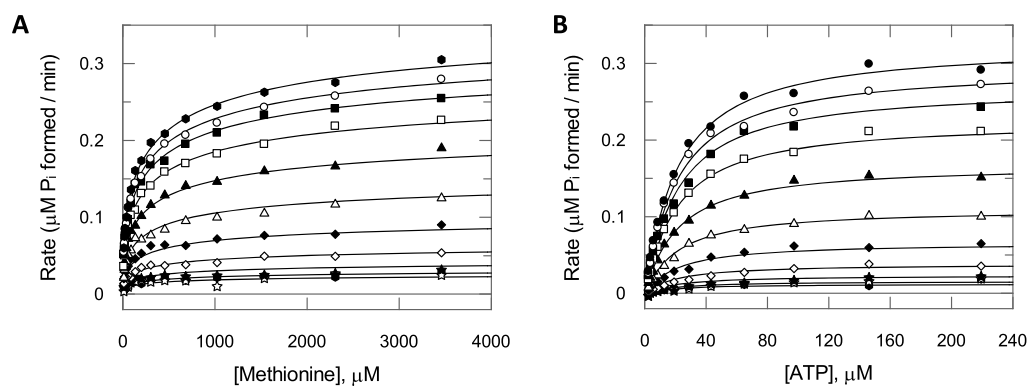 A
Rate (μM Pi formed / min)
0.3
0.2
0.1
0
0 1000 2000 3000 4000
[Methionine], μM
B
Rate (μM Pi formed / min)
0.3
0.2
0.1
0
0 40 80 120 160 200 240
[ATP], μM